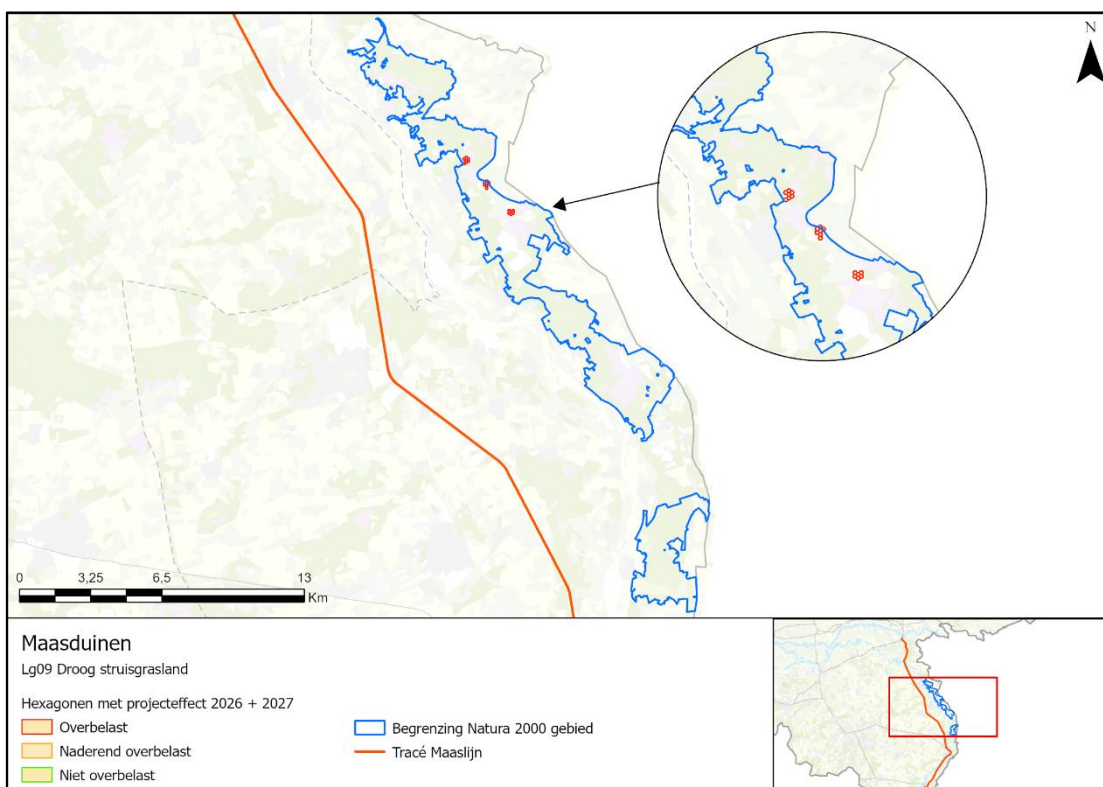 N
0
3,25
6,5
13
Km
Maasduinen
Lg09 Droog struisgrasland
Hexagonen met projecteffect 2026 + 2027
Overbelast
Naderend overbelast
Niet overbelast
Begrenzing Natura 2000 gebied
Tracé Maaslijn